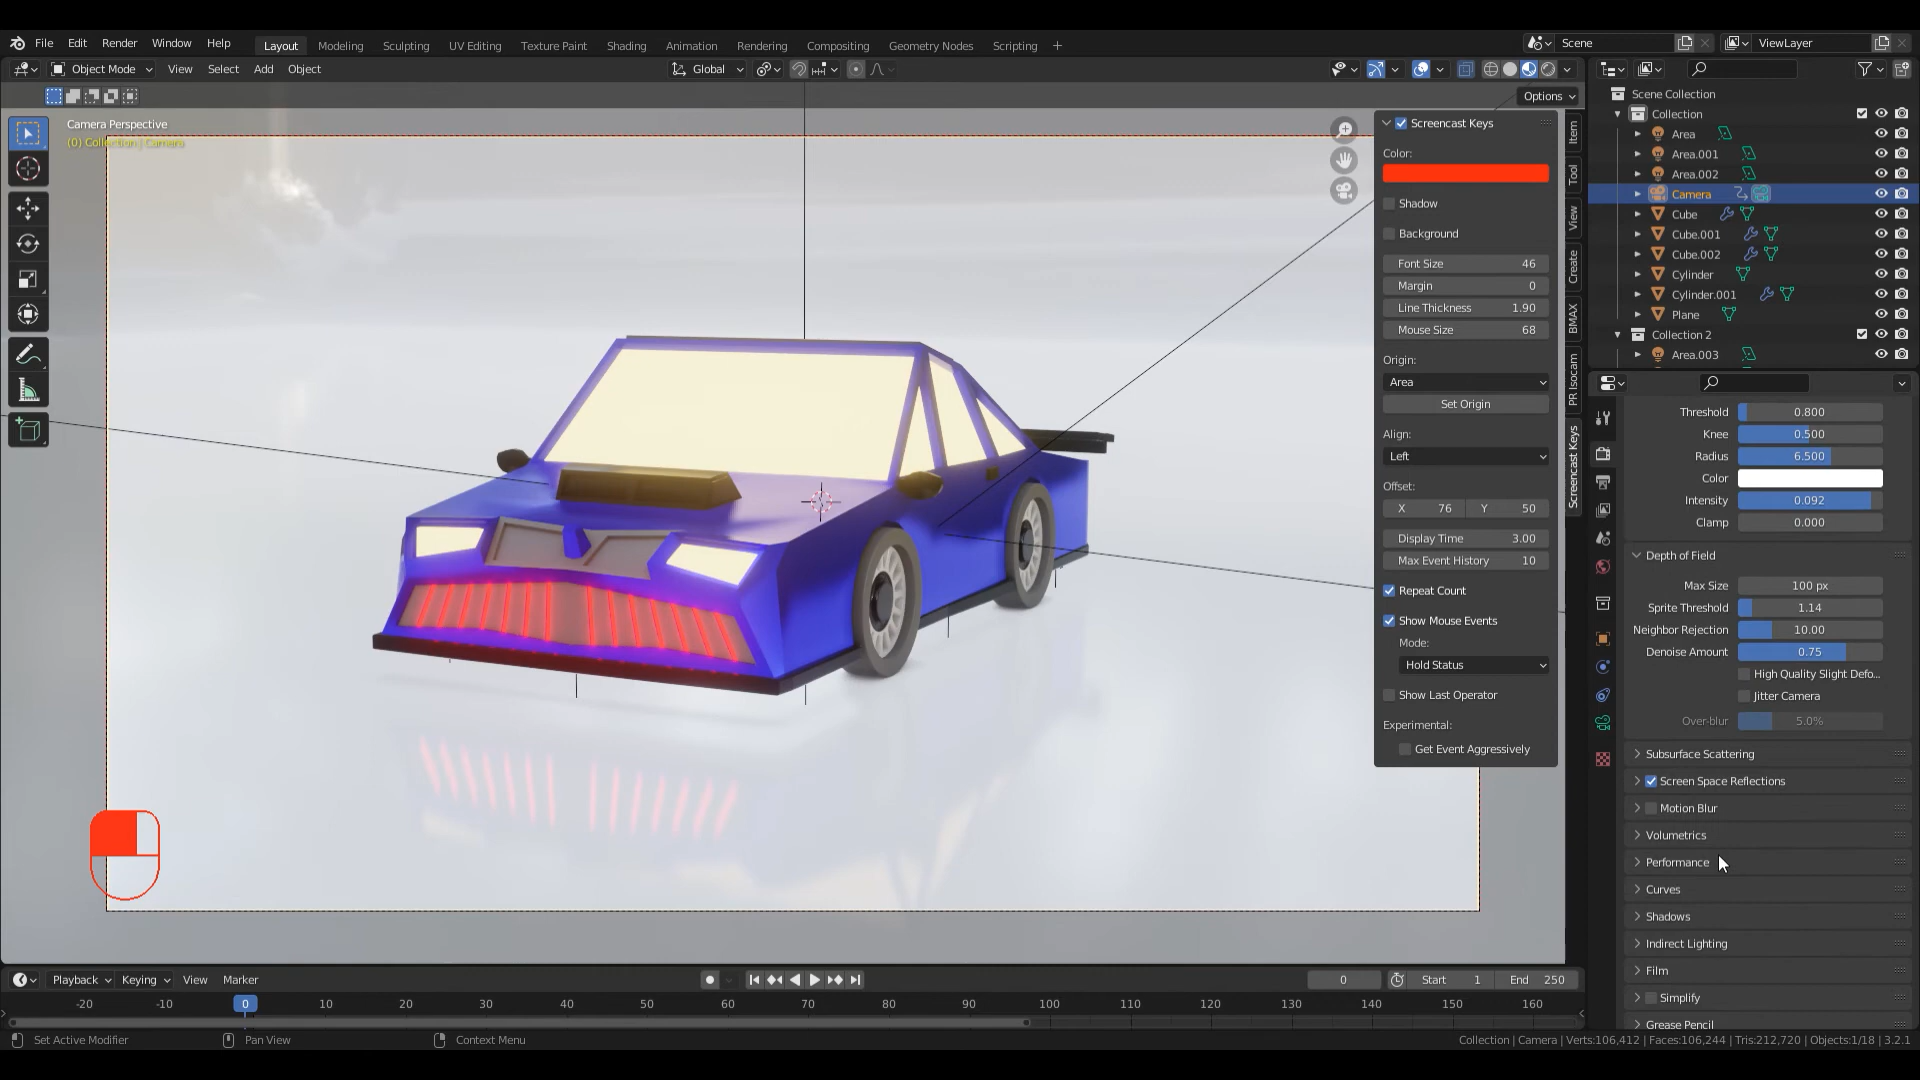 File Edit Render Window Help
Layout Modeling Sculpting UV Editing Texture Paint Shading Animation Rendering Compositing Geometry Nodes Scripting +
Scene
ViewLayer
Object Mode View Select Add Object
Global
Options
Camera Perspective
(0) Collection | Camera
Screencast Keys
Color:
Shadow
Background
Font Size 46
Margin 0
Line Thickness 1.90
Mouse Size 68
Origin:
Area
Set Origin
Align:
Left
Offset:
X 76 Y 50
Display Time 3.00
Max Event History 10
Repeat Count
Show Mouse Events
Mode:
Hold Status
Show Last Operator
Experimental:
Get Event Aggressively
Item
Tool
View
Create
BMAX
PR Isocam
Screencast Keys
Scene Collection
Collection
Area
Area.001
Area.002
Camera
Cube
Cube.001
Cube.002
Cylinder
Cylinder.001
Plane
Collection 2
Area.003
Threshold 0.800
Knee 0.500
Radius 6.500
Color
Intensity 0.092
Clamp 0.000
Depth of Field
Max Size 100 px
Sprite Threshold 1.14
Neighbor Rejection 10.00
Denoise Amount 0.75
High Quality Slight Defo...
Jitter Camera
Over-blur 5.0%
Subsurface Scattering
Screen Space Reflections
Motion Blur
Volumetrics
Performance
Curves
Shadows
Indirect Lighting
Film
Simplify
Grease Pencil
Playback Keying View Marker
0 Start 1 End 250
-20 -10 0 10 20 30 40 50 60 70 80 90 100 110 120 130 140 150 160
Set Active Modifier Pan View Context Menu
Collection | Camera | Verts:106,412 | Faces:106,244 | Tris:212,720 | Objects:1/18 | 3.2.1